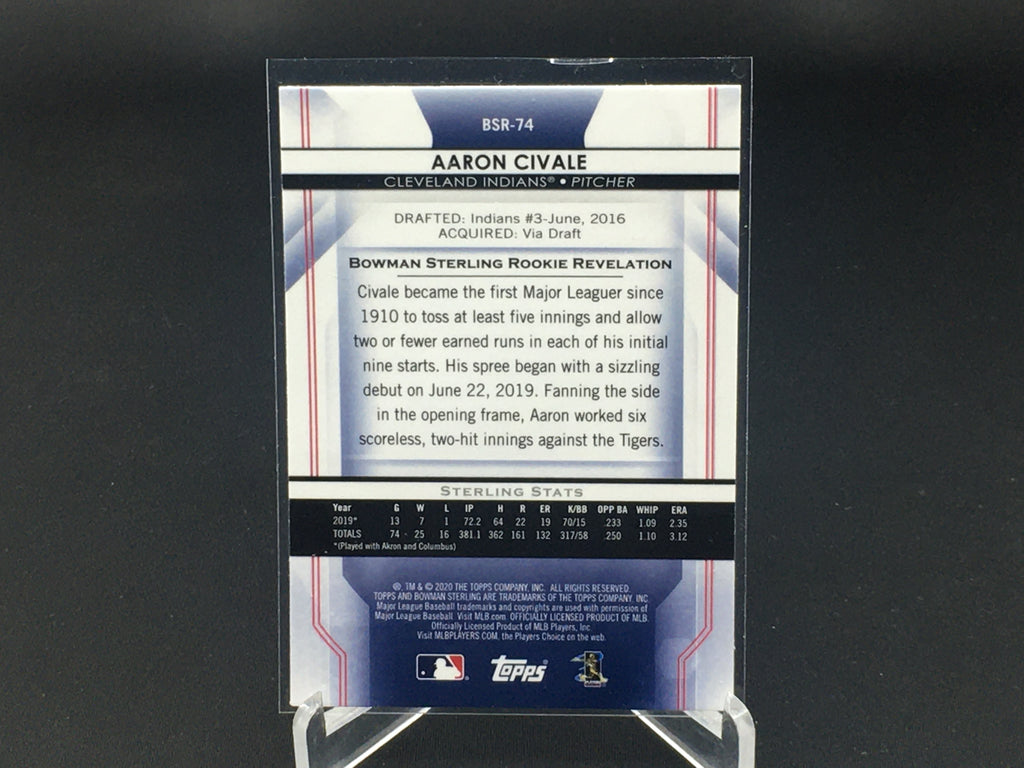 BSR-74
AARON CIVALE
CLEVELAND INDIANS® • PITCHER
DRAFTED: Indians #3-June, 2016
ACQUIRED: Via Draft
BOWMAN STERLING ROOKIE REVELATION
Civale became the first Major Leaguer since
1910 to toss at least five innings and allow
two or fewer earned runs in each of his initial
nine starts. His spree began with a sizzling
debut on June 22, 2019. Fanning the side
in the opening frame, Aaron worked six
scoreless, two-hit innings against the Tigers.
STERLING STATS
Year G W L IP H R ER K/BB OPP BA WHIP ERA
2019* 13 7 1 72.2 64 22 19 70/15 .233 1.09 2.35
TOTALS 74 25 16 381.1 362 161 132 317/58 .250 1.10 3.12
*(Played with Akron and Columbus)
®, TM & © 2020 THE TOPPS COMPANY, INC. ALL RIGHTS RESERVED.
TOPPS AND BOWMAN STERLING ARE TRADEMARKS OF THE TOPPS COMPANY, INC.
Major League Baseball trademarks and copyrights are used with permission of
Major League Baseball. Visit MLB.com. OFFICIALLY LICENSED PRODUCT OF MLB.
Officially Licensed Product of MLB Players, Inc.
Visit MLBPLAYERS.COM, the Players Choice on the web.
topps